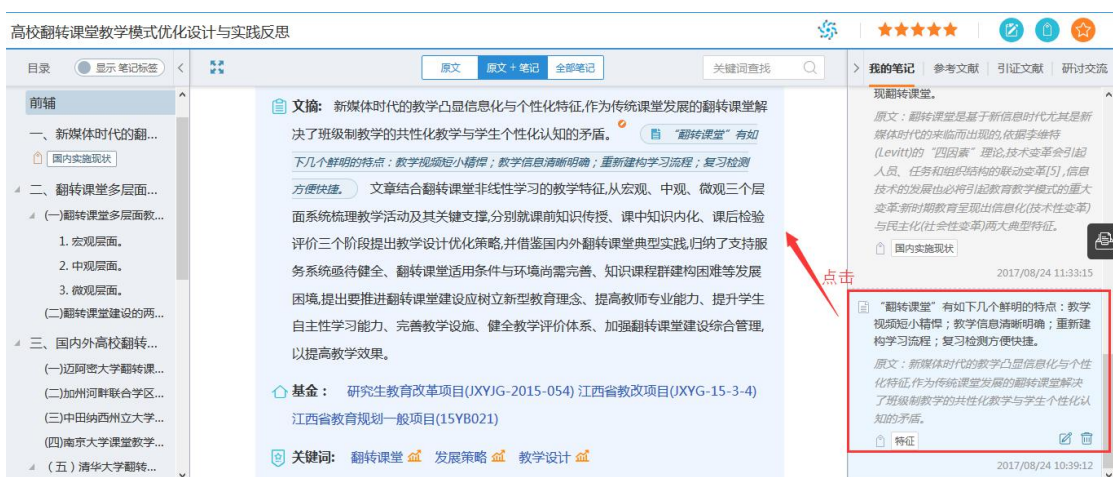 高校翻转课堂教学模式优化设计与实践反思
目录 显示 笔记标签
原文 原文 + 笔记 全部笔记 关键词查找
我的笔记 参考文献 引证文献 研讨交流
前辅
一、新媒体时代的翻...
国内实施现状
二、翻转课堂多层面...
(一)翻转课堂多层面教...
1. 宏观层面。
2. 中观层面。
3. 微观层面。
(二)翻转课堂建设的两...
三、国内外高校翻转...
(一)迈阿密大学翻转课...
(二)加州河畔联合学区...
(三)中田纳西州立大学...
(四)南京大学课堂教学...
(五)清华大学翻转...
文摘: 新媒体时代的教学凸显信息化与个性化特征,作为传统课堂发展的翻转课堂解
决了班级制教学的共性化教学与学生个性化认知的矛盾。 “翻转课堂”有如
下几个鲜明的特点:教学视频短小精悍;教学信息清晰明确;重新建构学习流程;复习检测
方便快捷。 文章结合翻转课堂非线性学习的教学特征,从宏观、中观、微观三个层
面系统梳理教学活动及其关键支撑,分别就课前知识传授、课中知识内化、课后检验
评价三个阶段提出教学设计优化策略,并借鉴国内外翻转课堂典型实践,归纳了支持服
务系统亟待健全、翻转课堂适用条件与环境尚需完善、知识课程群建构困难等发展
困境,提出要推进翻转课堂建设应树立新型教育理念、提高教师专业能力、提升学生
自主性学习能力、完善教学设施、健全教学评价体系、加强翻转课堂建设综合管理,
以提高教学效果。
基金: 研究生教育改革项目(JXYJG-2015-054) 江西省教改项目(JXYG-15-3-4)
江西省教育规划一般项目(15YB021)
关键词: 翻转课堂 发展策略 教学设计
点击
现翻转课堂。
原文:翻转课堂是基于新信息时代尤其是新
媒体时代的来临而出现的,依据李维特
(Levitt)的“四因素”理论,技术变革会引起
人员、任务和组织结构的联动变革[5],信息
技术的发展也必将引起教育教学模式的重大
变革:新时期教育呈现出信息化(技术性变革)
与民主化(社会性变革)两大典型特征。
国内实施现状
2017/08/24 11:33:15
“翻转课堂”有如下几个鲜明的特点:教学
视频短小精悍;教学信息清晰明确;重新建
构学习流程;复习检测方便快捷。
原文:新媒体时代的教学凸显信息化与个性
化特征,作为传统课堂发展的翻转课堂解决
了班级制教学的共性化教学与学生个性化认
知的矛盾。
特征
2017/08/24 10:39:12